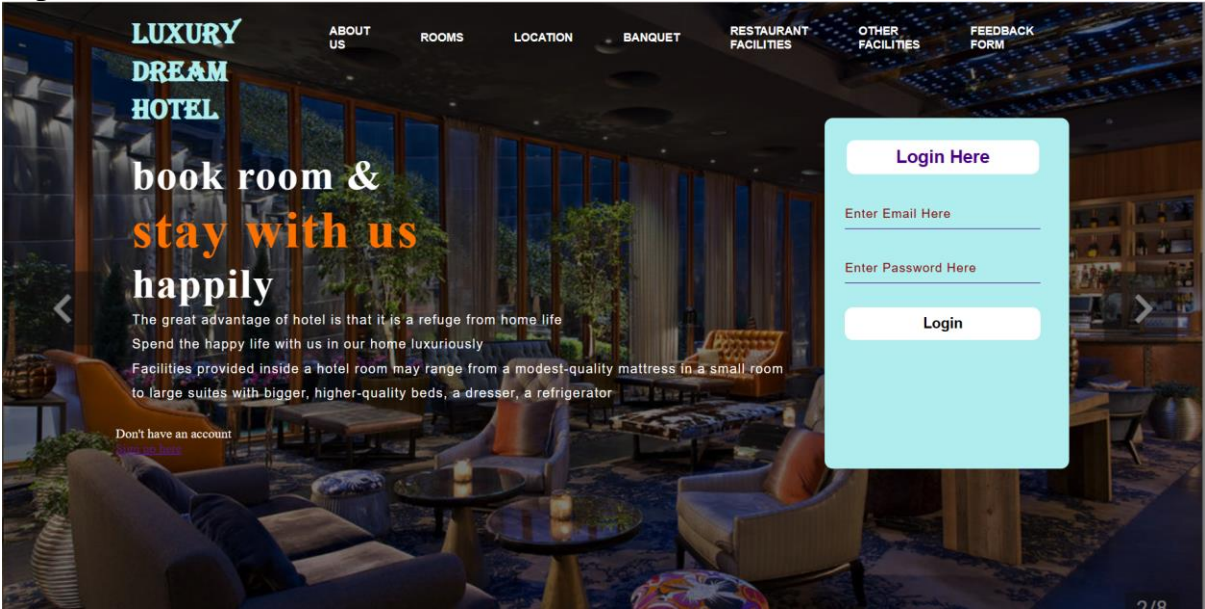 LUXURY
DREAM
HOTEL
ABOUT
US
ROOMS
LOCATION
BANQUET
RESTAURANT
FACILITIES
OTHER
FACILITIES
FEEDBACK
FORM
book room &
stay with us
happily
The great advantage of hotel is that it is a refuge from home life
Spend the happy life with us in our home luxuriously
Facilities provided inside a hotel room may range from a modest-quality mattress in a small room
to large suites with bigger, higher-quality beds, a dresser, a refrigerator
Don't have an account
Sign up here
Login Here
Enter Email Here
Enter Password Here
Login
2/8